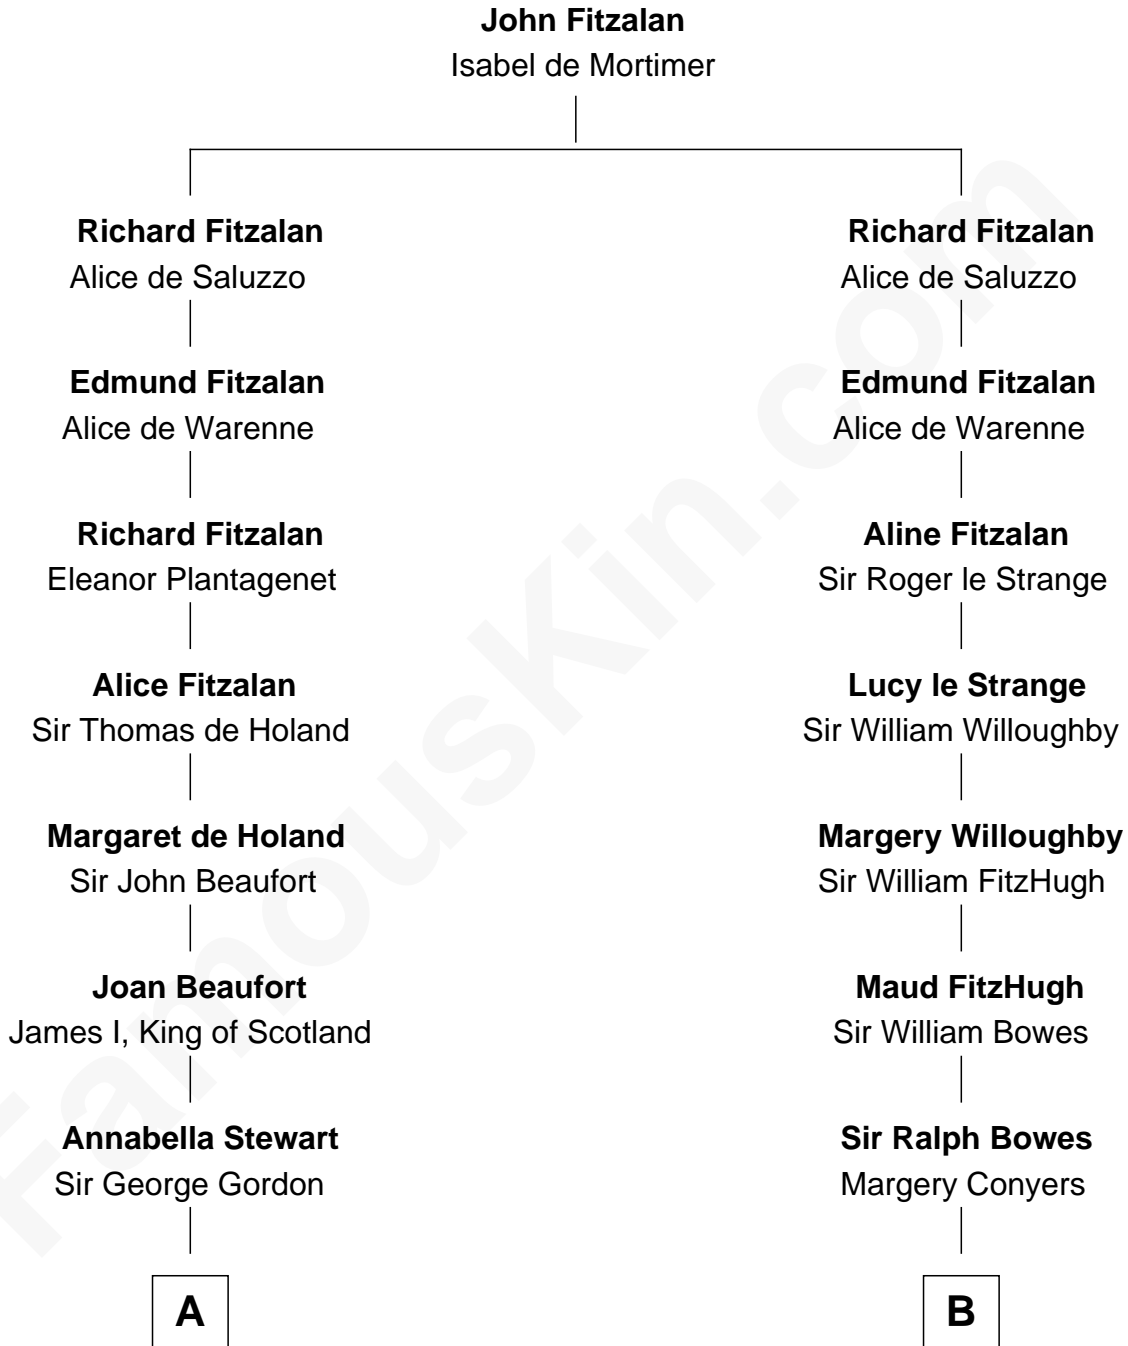 John Fitzalan
Isabel de Mortimer
Richard Fitzalan
Alice de Saluzzo
Richard Fitzalan
Alice de Saluzzo
Edmund Fitzalan
Alice de Warenne
Edmund Fitzalan
Alice de Warenne
Richard Fitzalan
Eleanor Plantagenet
Aline Fitzalan
Sir Roger le Strange
Alice Fitzalan
Sir Thomas de Holand
Lucy le Strange
Sir William Willoughby
Margaret de Holand
Sir John Beaufort
Margery Willoughby
Sir William FitzHugh
Joan Beaufort
James I, King of Scotland
Maud FitzHugh
Sir William Bowes
Annabella Stewart
Sir George Gordon
Sir Ralph Bowes
Margery Conyers
A
B
FamousKin.com